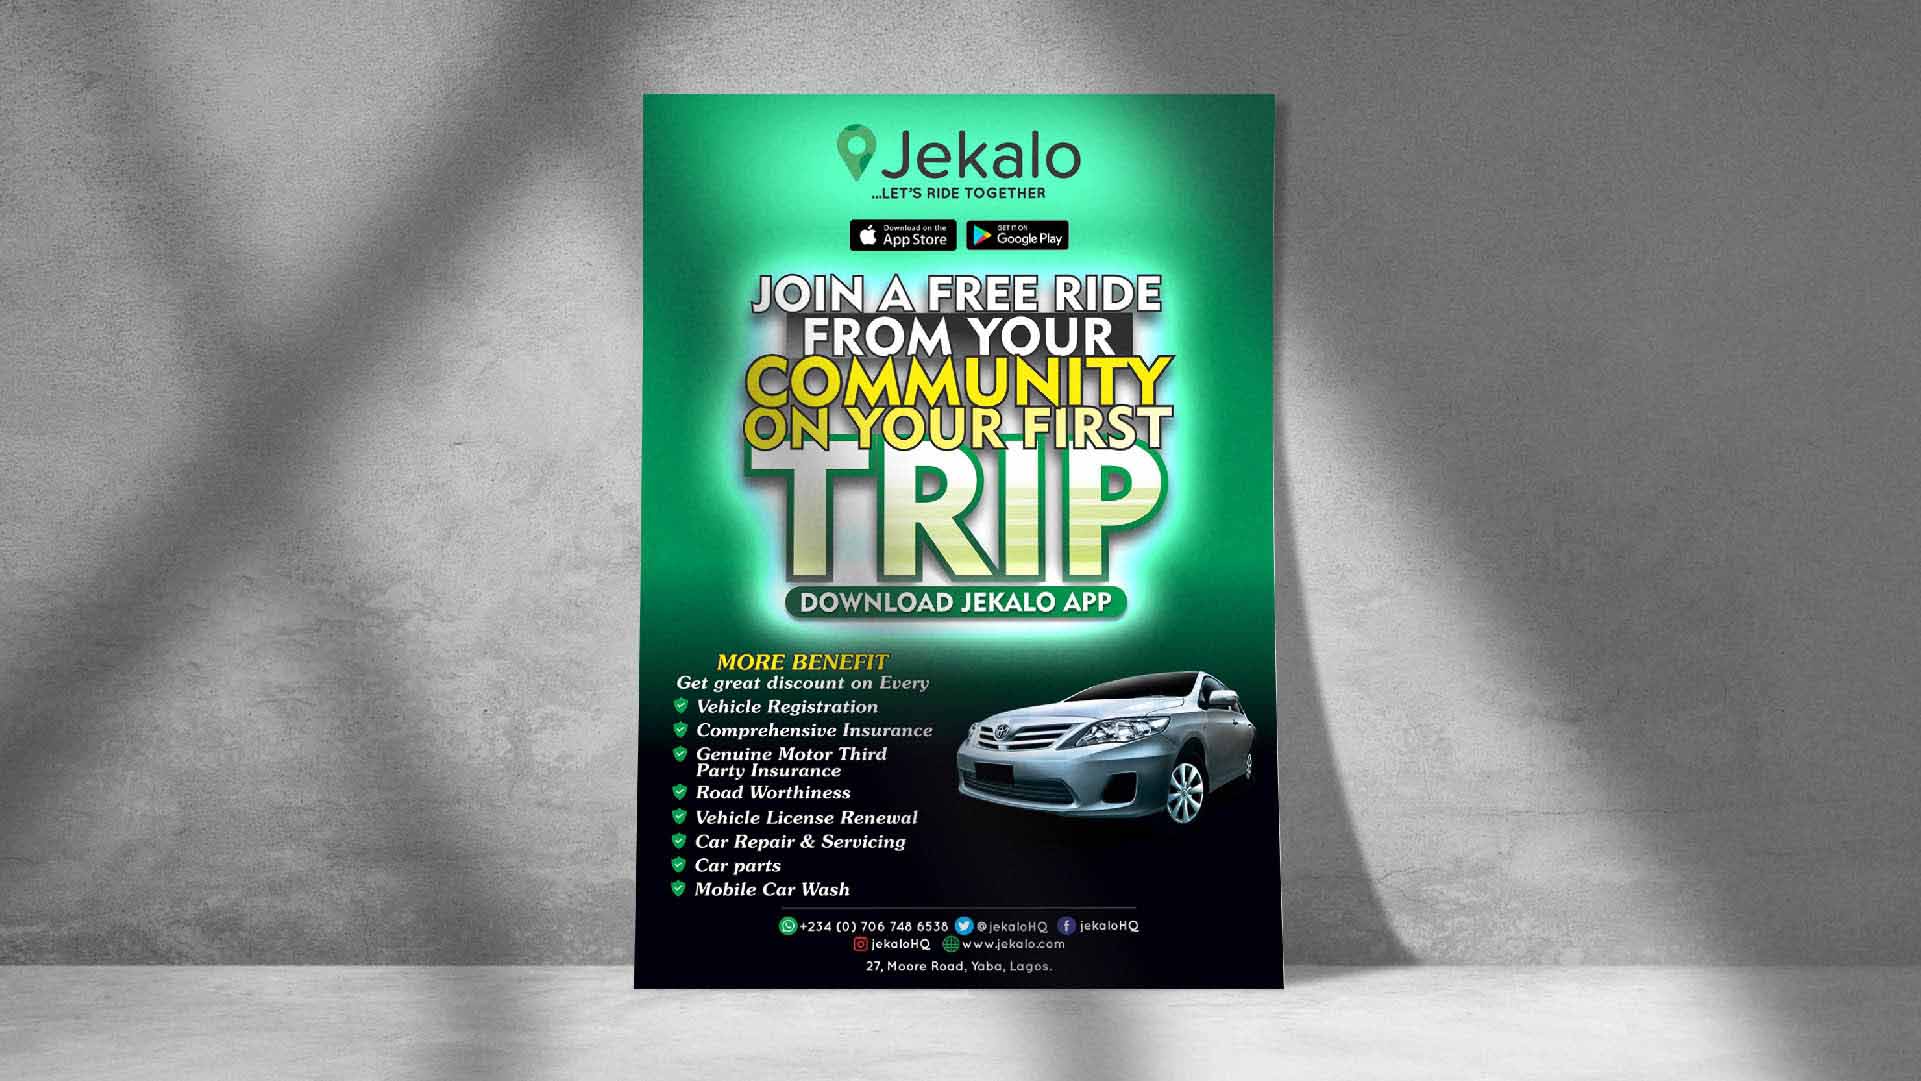 Jekalo
...LET'S RIDE TOGETHER
Download on the
App Store
GET IT ON
Google Play
JOIN A FREE RIDE
FROM YOUR
COMMUNITY
ON YOUR FIRST
TRIP
DOWNLOAD JEKALO APP
MORE BENEFIT
Get great discount on Every
Vehicle Registration
Comprehensive Insurance
Genuine Motor Third
Party Insurance
Road Worthiness
Vehicle License Renewal
Car Repair & Servicing
Car parts
Mobile Car Wash
+234 (0) 706 748 6538 @jekaloHQ jekaloHQ
jekaloHQ www.jekalo.com
27, Moore Road, Yaba, Lagos.